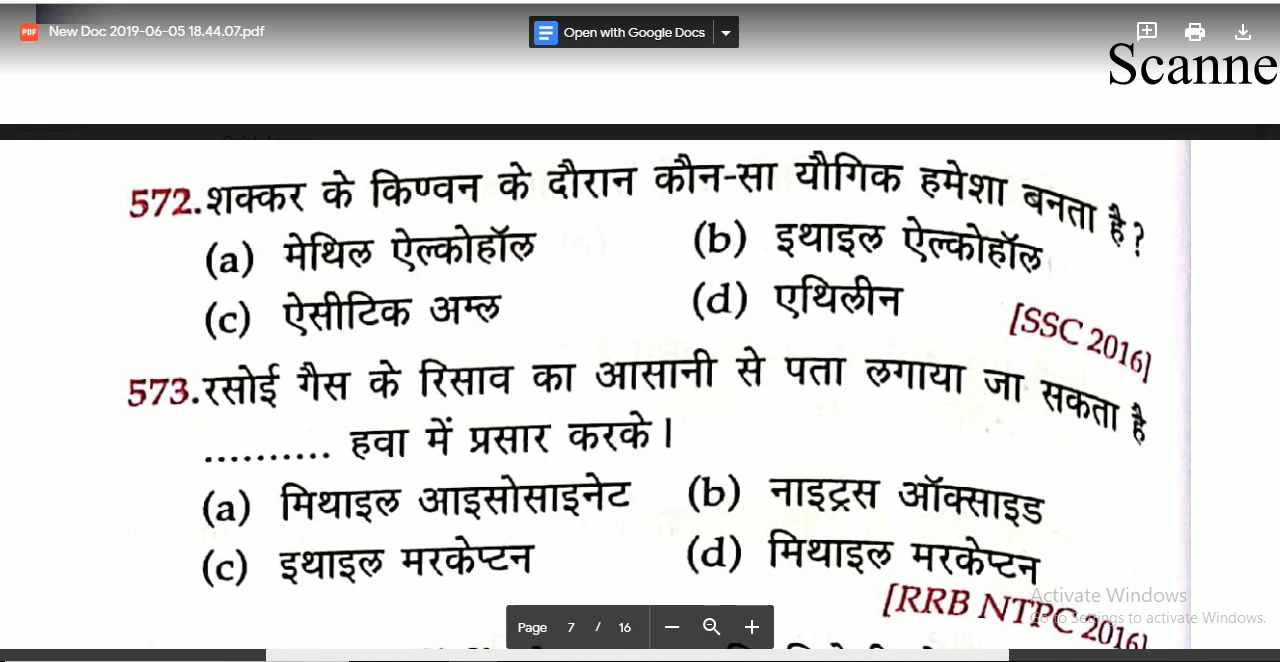 New Doc 2019-06-05 18.44.07.pdf
Open with Google Docs
Scanne
572. शक्कर के किण्वन के दौरान कौन-सा यौगिक हमेशा बनता है?
(a) मेथिल ऐल्कोहॉल (b) इथाइल ऐल्कोहॉल
(c) ऐसीटिक अम्ल (d) एथिलीन
[SSC 2016]
573. रसोई गैस के रिसाव का आसानी से पता लगाया जा सकता है
.......... हवा में प्रसार करके।
(a) मिथाइल आइसोसाइनेट (b) नाइट्रस ऑक्साइड
(c) इथाइल मरकेप्टन (d) मिथाइल मरकेप्टन
[RRB NTPC 2016]
Activate Windows
Go to Settings to activate Windows.
Page 7 / 16